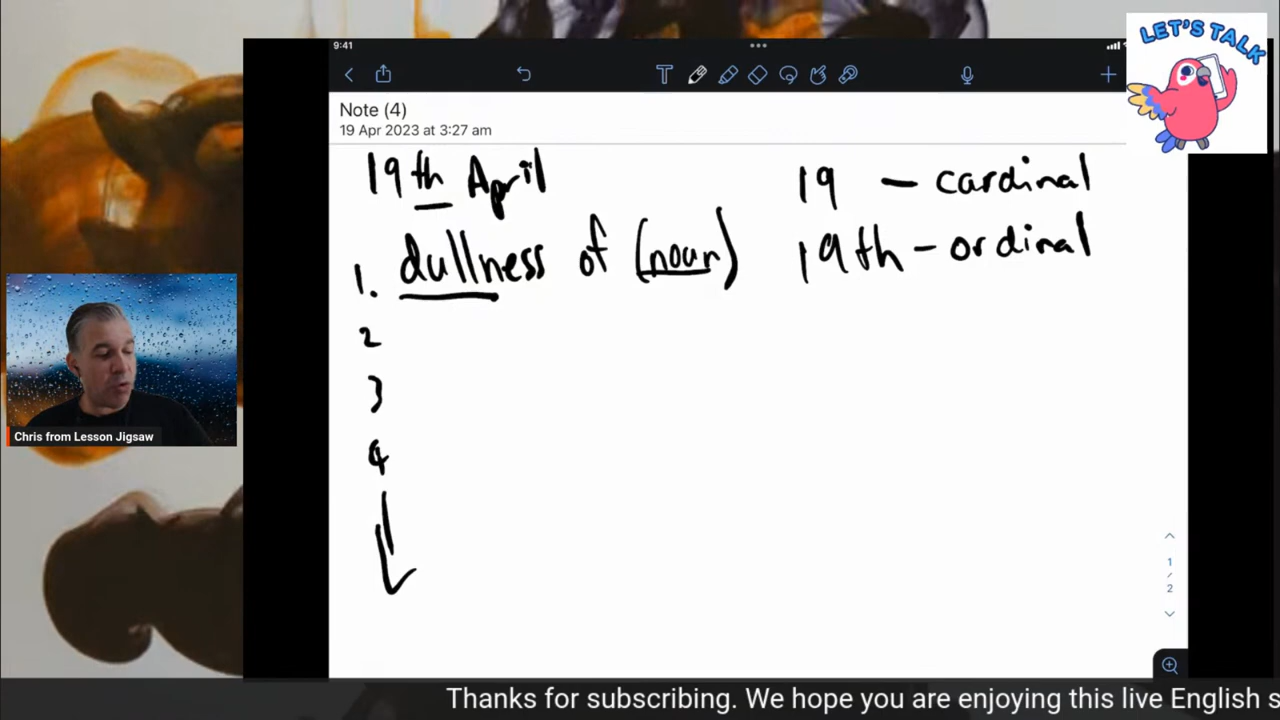 9:41
LET'S TALK
Note (4)
19 Apr 2023 at 3:27 am
19th April
19 – cardinal
1. dullness of (noun)
19th – ordinal
2
3
4
Chris from Lesson Jigsaw
1
/
2
Thanks for subscribing. We hope you are enjoying this live English s